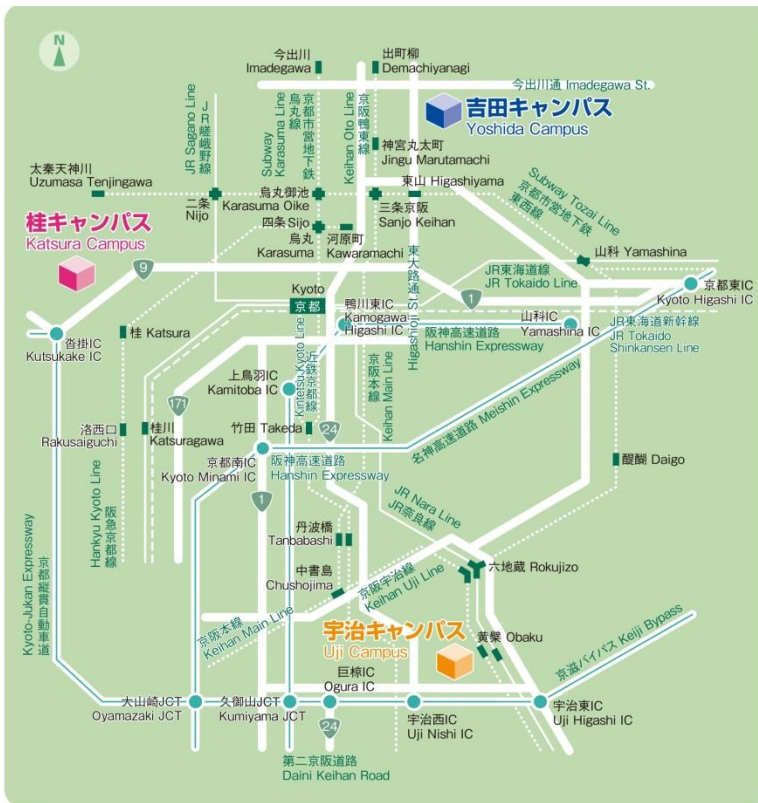 N
今出川
Imadegawa
出町柳
Demachiyanagi
今出川通 Imadegawa St.
JR Sagano Line
JR嵯峨野線
Subway
Karasuma Line
京都市営地下鉄
烏丸線
Keihan Oto Line
京阪鴨東線
吉田キャンパス
Yoshida Campus
神宮丸太町
Jingu Marutamachi
太秦天神川
Uzumasa Tenjingawa
二条
Nijo
烏丸御池
Karasuma Oike
三条京阪
Sanjo Keihan
東山 Higashiyama
Subway Tozai Line
京都市営地下鉄
東西線
桂キャンパス
Katsura Campus
四条 Sijo
烏丸
Karasuma
河原町
Kawaramachi
山科 Yamashina
9
東大路通
Higashioji St.
JR東海道線
JR Tokaido Line
1
京都東IC
Kyoto Higashi IC
Kyoto
京都
鴨川東IC
Kamogawa
Higashi IC
山科IC
Yamashina IC
阪神高速道路
Hanshin Expressway
JR東海道新幹線
JR Tokaido
Shinkansen Line
沓掛IC
Kutsukake IC
桂 Katsura
Kintetsu Kyoto Line
近鉄京都線
京阪本線
Keihan Main Line
上鳥羽IC
Kamitoba IC
171
名神高速道路 Meishin Expressway
洛西口
Rakusaiguchi
桂川
Katsuragawa
竹田 Takeda
24
京都南IC
Kyoto Minami IC
阪神高速道路
Hanshin Expressway
醍醐 Daigo
1
Hankyu Kyoto Line
阪急京都線
JR Nara Line
JR奈良線
Kyoto-Jukan Expressway
京都縦貫自動車道
丹波橋
Tanbabashi
中書島
Chushojima
京阪宇治線
Keihan Uji Line
六地蔵 Rokujizo
京阪本線
Keihan Main Line
宇治キャンパス
Uji Campus
黄檗 Obaku
京滋バイパス Keiji Bypass
巨椋IC
Ogura IC
大山崎JCT
Oyamazaki JCT
久御山JCT
Kumiyama JCT
24
宇治西IC
Uji Nishi IC
宇治東IC
Uji Higashi IC
第二京阪道路
Daini Keihan Road